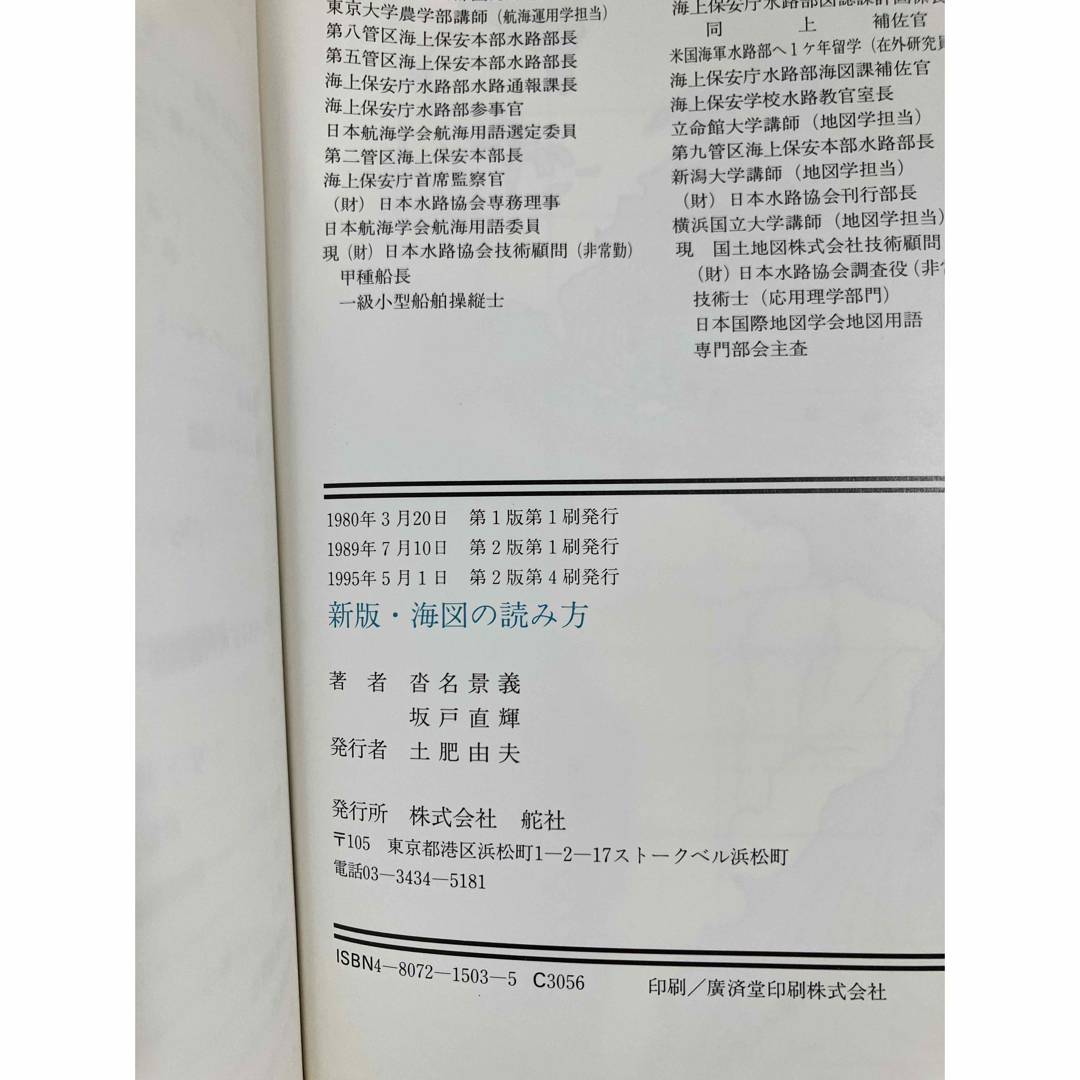 東京大学農学部講師(航海運用学担当)
第八管区海上保安本部水路部長
第五管区海上保安本部水路部長
海上保安庁水路部水路通報課長
海上保安庁水路部参事官
日本航海学会航海用語選定委員
第二管区海上保安本部長
海上保安庁首席監察官
(財)日本水路協会専務理事
日本航海学会航海用語委員
現(財)日本水路協会技術顧問(非常勤)
甲種船長
一級小型船舶操縦士
海上保安庁水路部図誌課計画係長
同 上 補佐官
米国海軍水路部へ1ケ年留学(在外研究員
海上保安庁水路部海図課補佐官
海上保安学校水路教官室長
立命館大学講師(地図学担当)
第九管区海上保安本部水路部長
新潟大学講師(地図学担当)
(財)日本水路協会刊行部長
横浜国立大学講師(地図学担当)
現 国土地図株式会社技術顧問
(財)日本水路協会調査役(非常
技術士(応用理学部門)
日本国際地図学会地図用語
専門部会主査
1980年3月20日 第1版第1刷発行
1989年7月10日 第2版第1刷発行
1995年5月1日 第2版第4刷発行
新版・海図の読み方
著者 沓名景義
坂戸直輝
発行者 土肥由夫
発行所 株式会社 舵社
〒105 東京都港区浜松町1―2―17ストークベル浜松町
電話03―3434―5181
ISBN4―8072―1503―5 C3056
印刷/廣済堂印刷株式会社